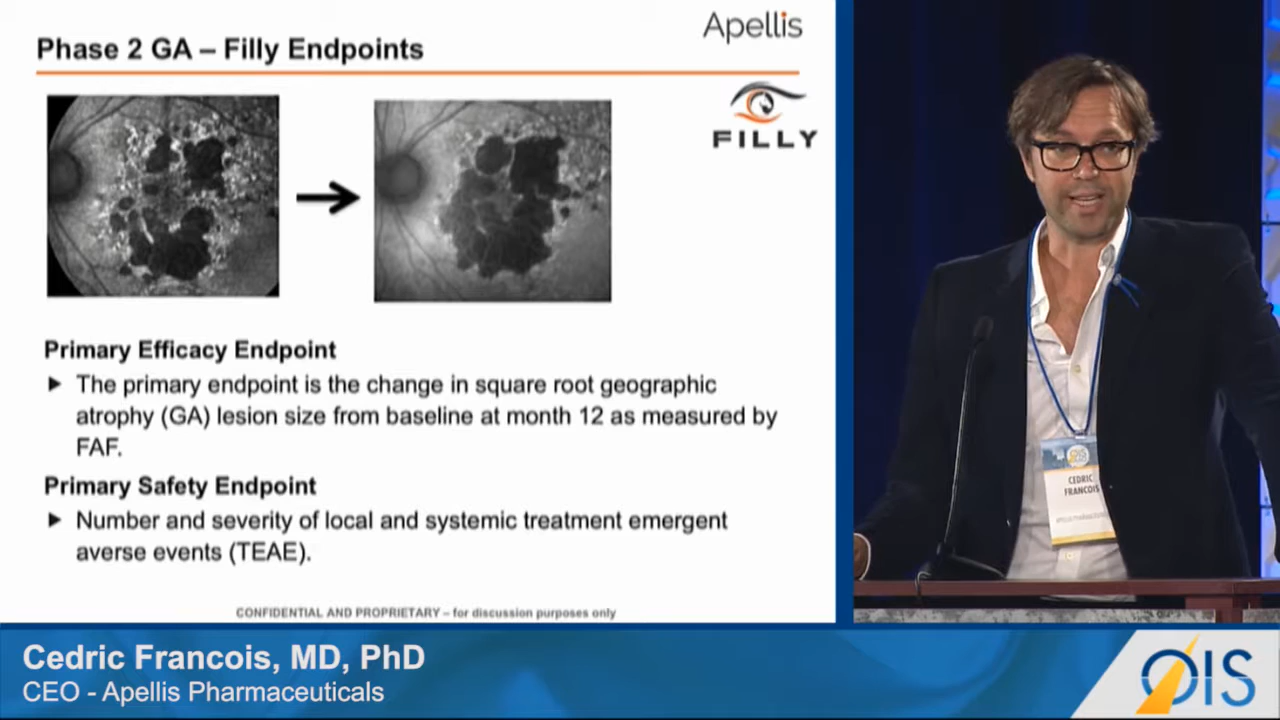 Phase 2 GA – Filly Endpoints
Apellis
FILLY
Primary Efficacy Endpoint
The primary endpoint is the change in square root geographic
atrophy (GA) lesion size from baseline at month 12 as measured by
FAF.
Primary Safety Endpoint
Number and severity of local and systemic treatment emergent
averse events (TEAE).
CONFIDENTIAL AND PROPRIETARY – for discussion purposes only
OIS
CEDRIC
FRANCOIS
Cedric Francois, MD, PhD
CEO - Apellis Pharmaceuticals
OIS